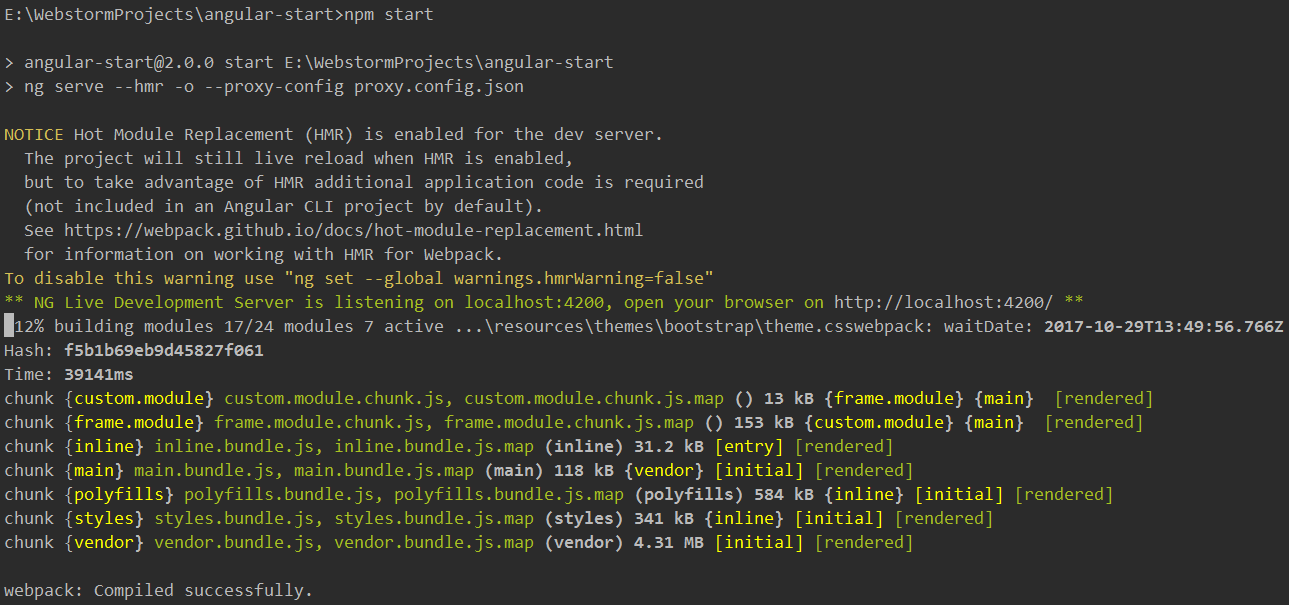 E:\WebstormProjects\angular-start>npm start
> angular-start@2.0.0 start E:\WebstormProjects\angular-start
> ng serve --hmr -o --proxy-config proxy.config.json
NOTICE Hot Module Replacement (HMR) is enabled for the dev server.
The project will still live reload when HMR is enabled,
but to take advantage of HMR additional application code is required
(not included in an Angular CLI project by default).
See https://webpack.github.io/docs/hot-module-replacement.html
for information on working with HMR for Webpack.
To disable this warning use "ng set --global warnings.hmrWarning=false"
** NG Live Development Server is listening on localhost:4200, open your browser on http://localhost:4200/ **
12% building modules 17/24 modules 7 active ...\resources\themes\bootstrap\theme.csswebpack: waitDate: 2017-10-29T13:49:56.766Z
Hash: f5b1b69eb9d45827f061
Time: 39141ms
chunk {custom.module} custom.module.chunk.js, custom.module.chunk.js.map () 13 kB {frame.module} {main} [rendered]
chunk {frame.module} frame.module.chunk.js, frame.module.chunk.js.map () 153 kB {custom.module} {main} [rendered]
chunk {inline} inline.bundle.js, inline.bundle.js.map (inline) 31.2 kB [entry] [rendered]
chunk {main} main.bundle.js, main.bundle.js.map (main) 118 kB {vendor} [initial] [rendered]
chunk {polyfills} polyfills.bundle.js, polyfills.bundle.js.map (polyfills) 584 kB {inline} [initial] [rendered]
chunk {styles} styles.bundle.js, styles.bundle.js.map (styles) 341 kB {inline} [initial] [rendered]
chunk {vendor} vendor.bundle.js, vendor.bundle.js.map (vendor) 4.31 MB [initial] [rendered]
webpack: Compiled successfully.